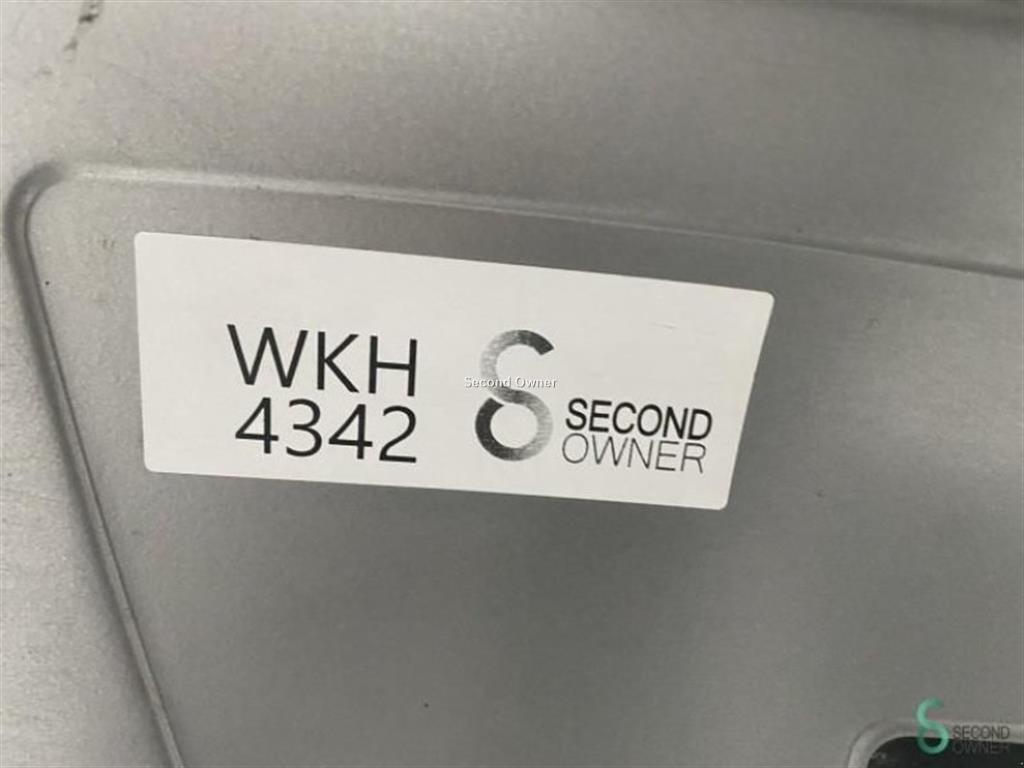 WKH
4342
SECOND
OWNER
Second Owner
SECOND
OWNER